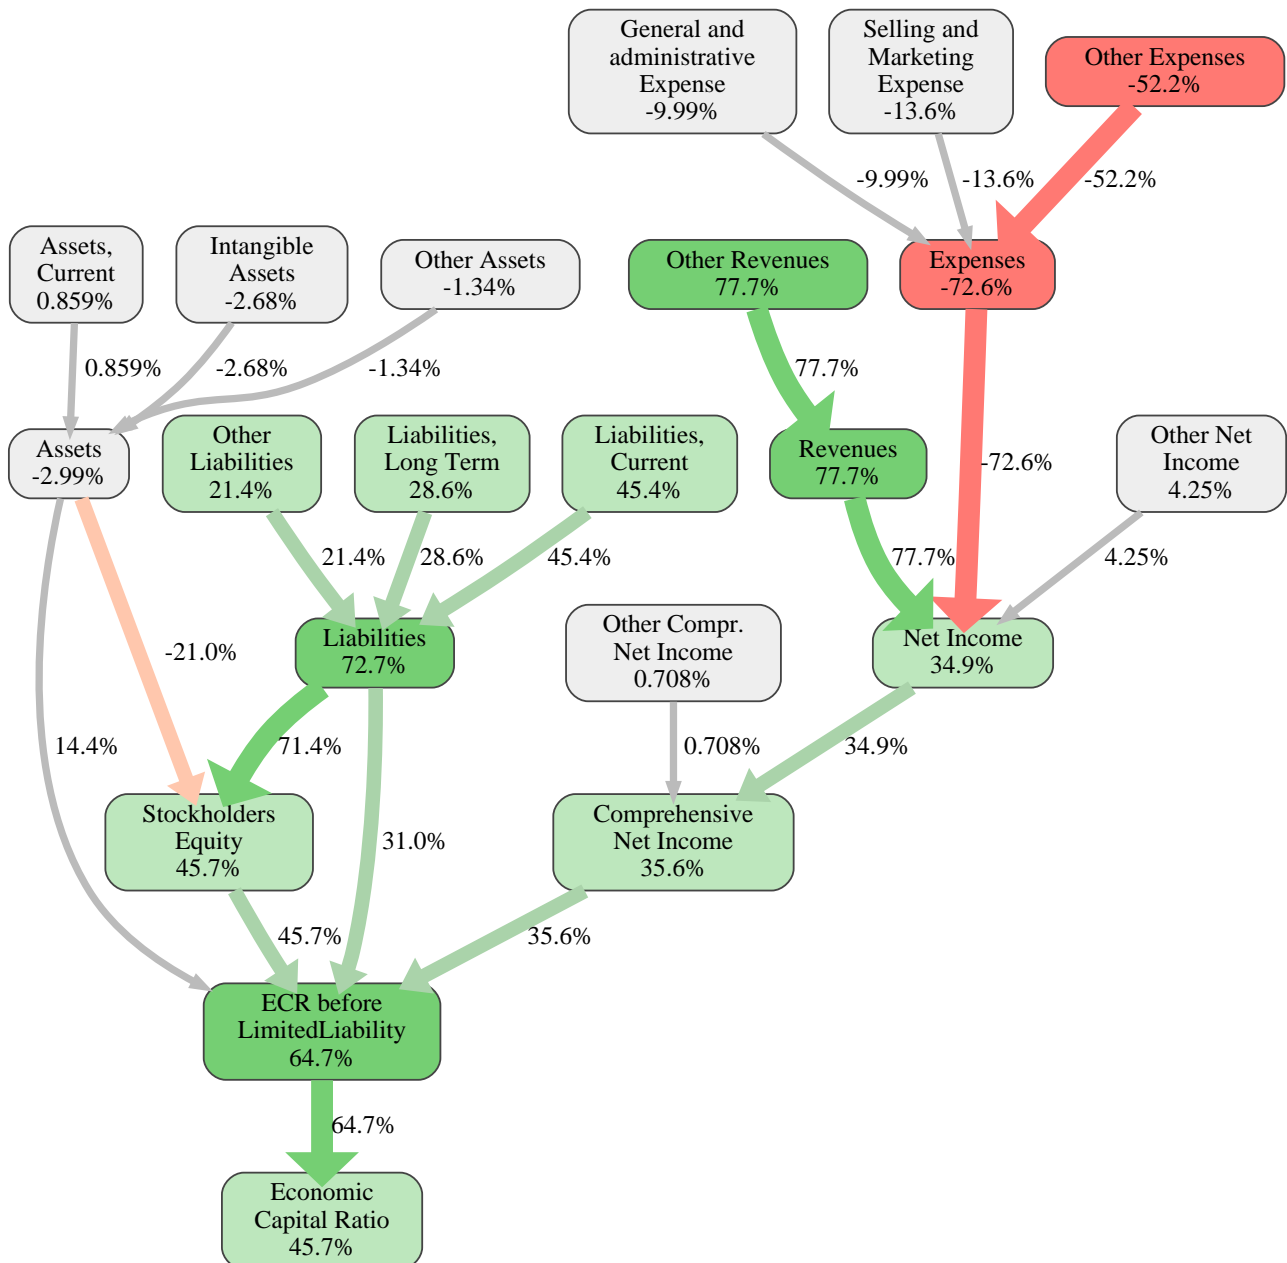 General and
administrative
Expense
-9.99%
Selling and
Marketing
Expense
-13.6%
Other Expenses
-52.2%
-9.99%
-13.6%
-52.2%
Assets,
Current
0.859%
Intangible
Assets
-2.68%
Other Assets
-1.34%
Other Revenues
77.7%
Expenses
-72.6%
0.859%
-2.68%
-1.34%
77.7%
-72.6%
Assets
-2.99%
Other
Liabilities
21.4%
Liabilities,
Long Term
28.6%
Liabilities,
Current
45.4%
Revenues
77.7%
Other Net
Income
4.25%
21.4%
28.6%
45.4%
77.7%
4.25%
-21.0%
Liabilities
72.7%
Other Compr.
Net Income
0.708%
Net Income
34.9%
14.4%
71.4%
0.708%
34.9%
31.0%
Stockholders
Equity
45.7%
Comprehensive
Net Income
35.6%
45.7%
35.6%
ECR before
LimitedLiability
64.7%
64.7%
Economic
Capital Ratio
45.7%